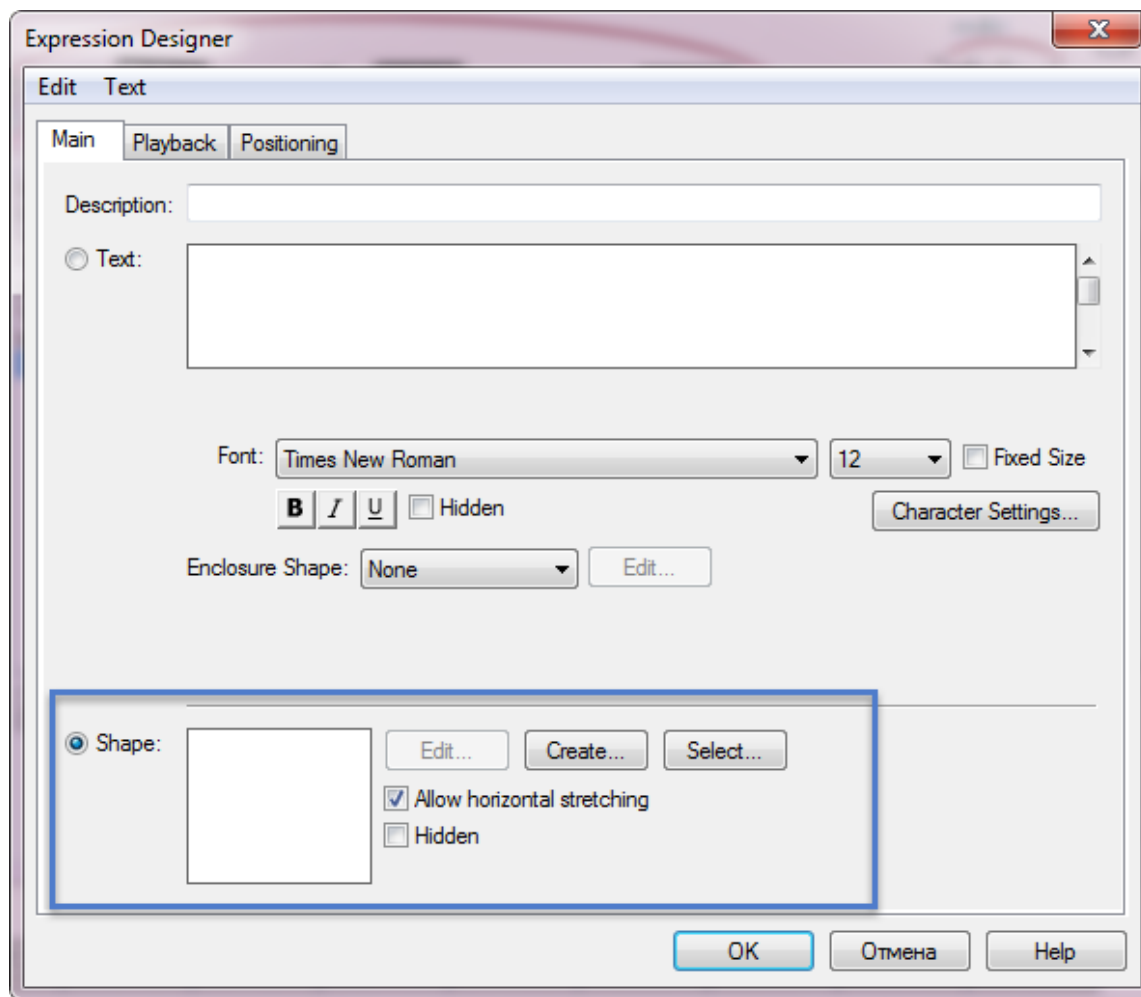 Expression Designer
Edit Text
Main Playback Positioning
Description:
Text:
Font: Times New Roman 12 Fixed Size
B I U Hidden Character Settings...
Enclosure Shape: None Edit...
Shape: Edit... Create... Select...
Allow horizontal stretching
Hidden
OK Отмена Help